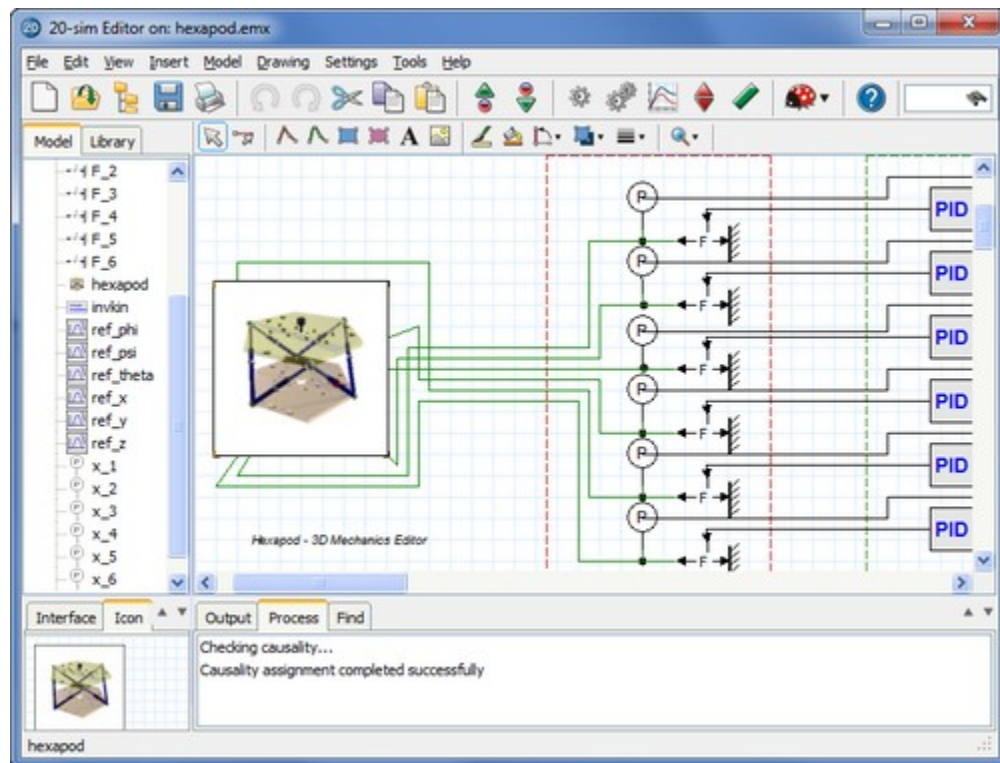 20-sim Editor on: hexapod.emx
File Edit View Insert Model Drawing Settings Tools Help
Model Library
A
F_2
F_3
F_4
F_5
F_6
hexapod
invkin
ref_phi
ref_psi
ref_theta
ref_x
ref_y
ref_z
P x_1
P x_2
P x_3
P x_4
P x_5
P x_6
P
F
PID
P
F
PID
P
F
PID
P
F
PID
P
F
PID
P
F
PID
Hexapod - 3D Mechanics Editor
Interface Icon
Output Process Find
Checking causality...
Causality assignment completed successfully
hexapod